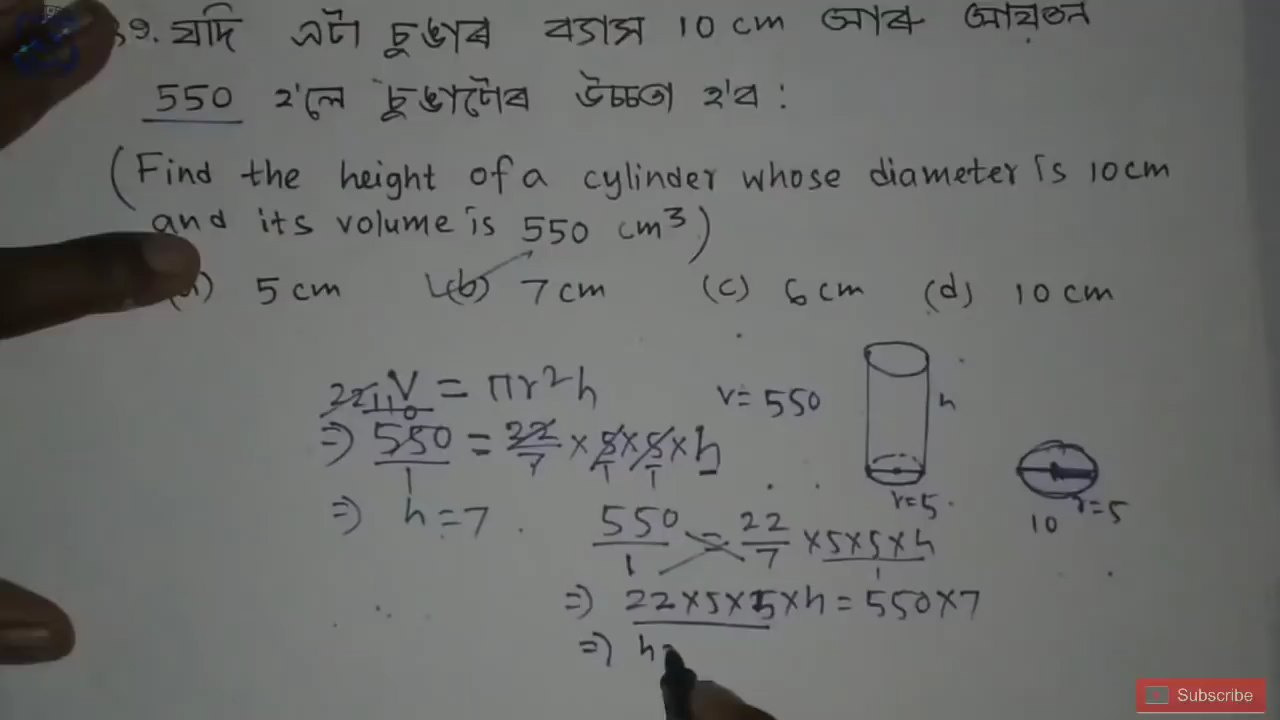 যদি এটা চুঙাৰ ব্যাস 10 cm আৰু আয়তন
550 হ'লে চুঙাটোৰ উচ্চতা হ'ব :
(Find the height of a cylinder whose diameter is 10cm
and its volume is 550 cm³)
5 cm (b) 7 cm (c) 6 cm (d) 10 cm
V = πr²h V = 550 h
⇒ 550/1 = 22/7 × 5 × 5 × h
r=5 10 r=5
⇒ h = 7
550/1 = 22/7 × 5×5×h/1
⇒ 22×5×5×h = 550×7
⇒ h=
Subscribe